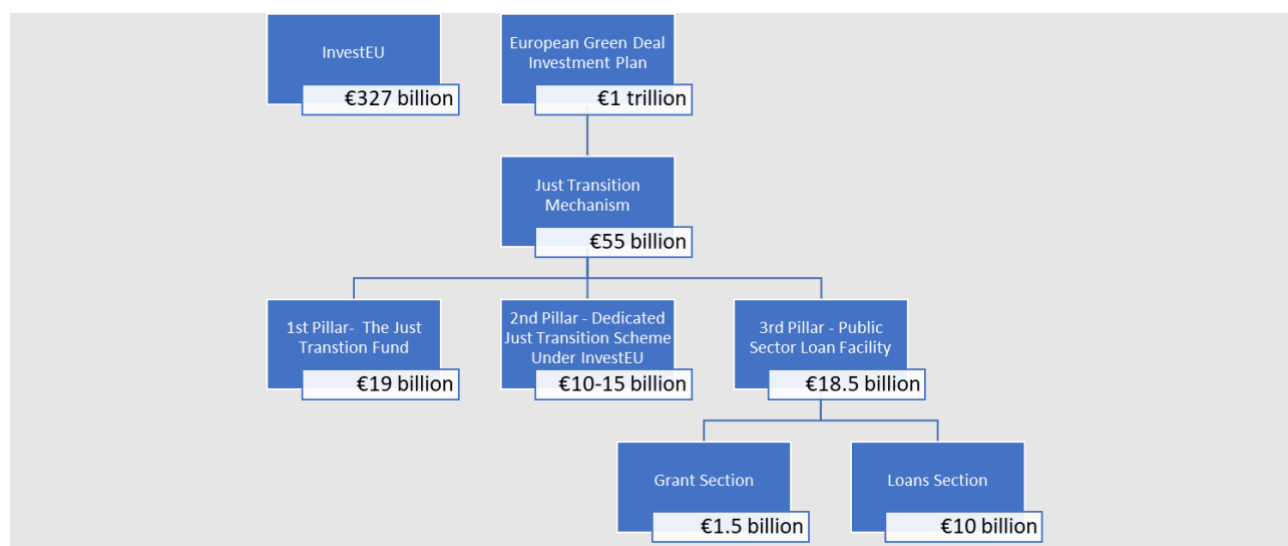 InvestEU
€327 billion
European Green Deal
Investment Plan
€1 trillion
Just Transition
Mechanism
€55 billion
1st Pillar-  The Just
Transtion Fund
€19 billion
2nd Pillar - Dedicated
Just Transition Scheme
Under InvestEU
€10-15 billion
3rd Pillar - Public
Sector Loan Facility
€18.5 billion
Grant Section
€1.5 billion
Loans Section
€10 billion